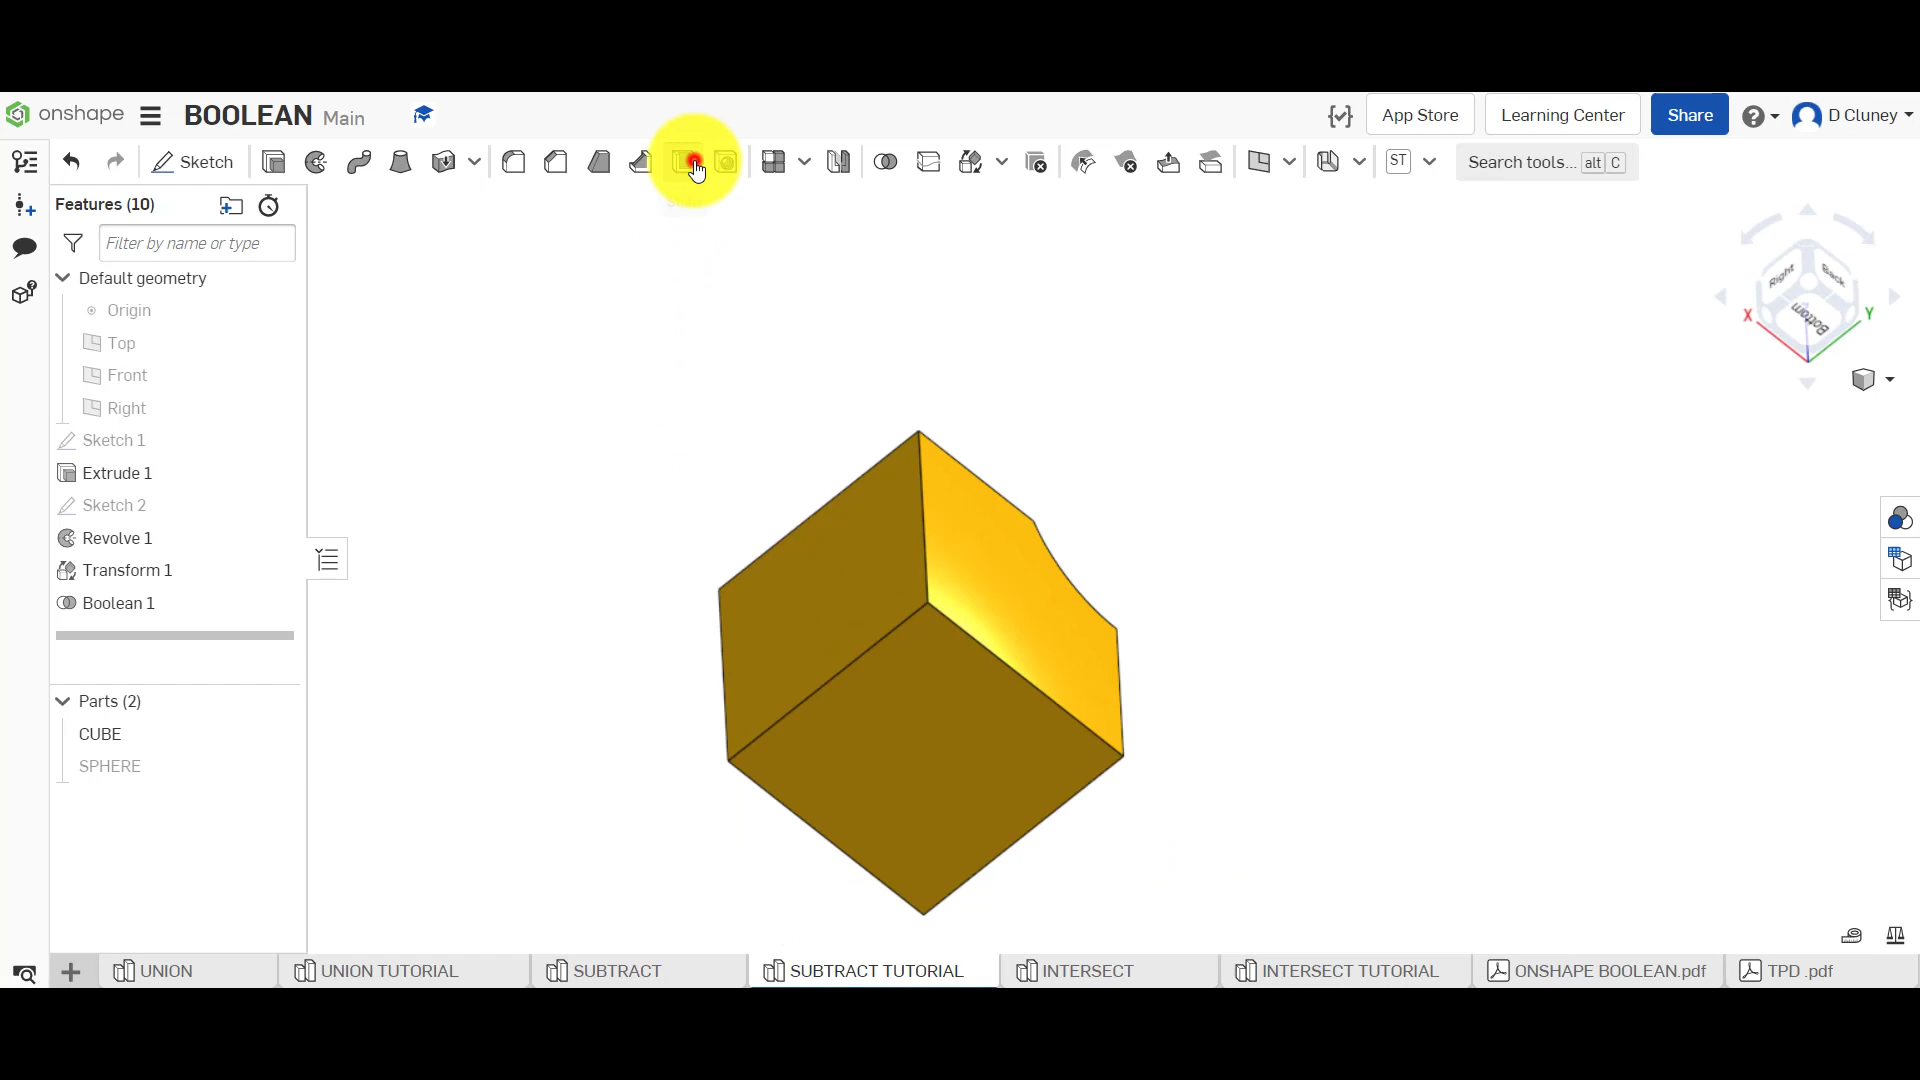 onshape BOOLEAN Main App Store Learning Center Share D Cluney
Sketch ST Search tools... alt C
Features (10)
Filter by name or type
Default geometry
Origin
Top
Front
Right
Sketch 1
Extrude 1
Sketch 2
Revolve 1
Transform 1
Boolean 1
Parts (2)
CUBE
SPHERE
Right Back
Bottom
X Y
UNION UNION TUTORIAL SUBTRACT SUBTRACT TUTORIAL INTERSECT INTERSECT TUTORIAL ONSHAPE BOOLEAN.pdf TPD .pdf